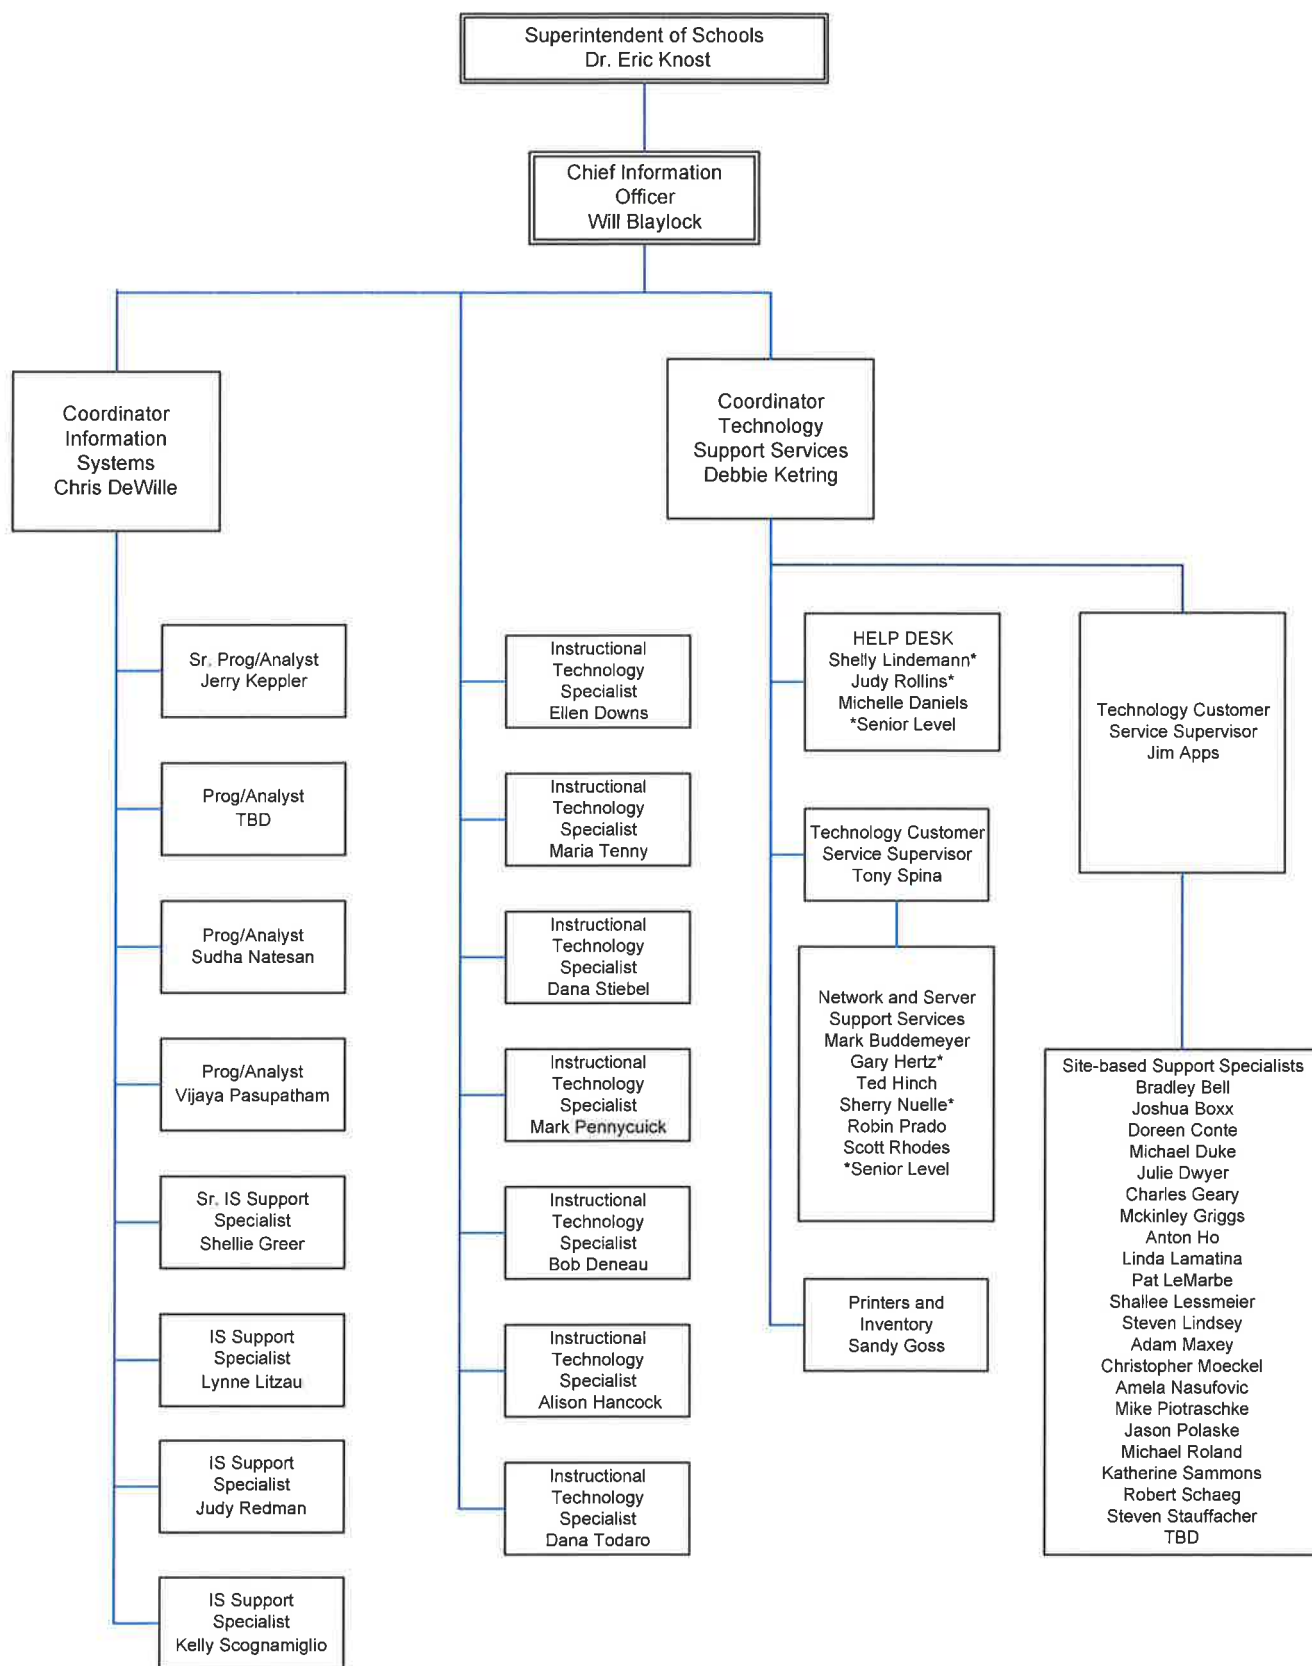 Superintendent of Schools
Dr. Eric Knost
Chief Information
Officer
Will Blaylock
Coordinator
Information
Systems
Chris DeWille
Coordinator
Technology
Support Services
Debbie Ketring
Sr. Prog/Analyst
Jerry Keppler
Prog/Analyst
TBD
Prog/Analyst
Sudha Natesan
Prog/Analyst
Vijaya Pasupatham
Sr. IS Support
Specialist
Shellie Greer
IS Support
Specialist
Lynne Litzau
IS Support
Specialist
Judy Redman
IS Support
Specialist
Kelly Scognamiglio
Instructional
Technology
Specialist
Ellen Downs
Instructional
Technology
Specialist
Maria Tenny
Instructional
Technology
Specialist
Dana Stiebel
Instructional
Technology
Specialist
Mark Pennycuick
Instructional
Technology
Specialist
Bob Deneau
Instructional
Technology
Specialist
Alison Hancock
Instructional
Technology
Specialist
Dana Todaro
HELP DESK
Shelly Lindemann*
Judy Rollins*
Michelle Daniels
*Senior Level
Technology Customer
Service Supervisor
Tony Spina
Network and Server
Support Services
Mark Buddemeyer
Gary Hertz*
Ted Hinch
Sherry Nuelle*
Robin Prado
Scott Rhodes
*Senior Level
Printers and
Inventory
Sandy Goss
Technology Customer
Service Supervisor
Jim Apps
Site-based Support Specialists
Bradley Bell
Joshua Boxx
Doreen Conte
Michael Duke
Julie Dwyer
Charles Geary
Mckinley Griggs
Anton Ho
Linda Lamatina
Pat LeMarbe
Shallee Lessmeier
Steven Lindsey
Adam Maxey
Christopher Moeckel
Amela Nasufovic
Mike Piotraschke
Jason Polaske
Michael Roland
Katherine Sammons
Robert Schaeg
Steven Stauffacher
TBD